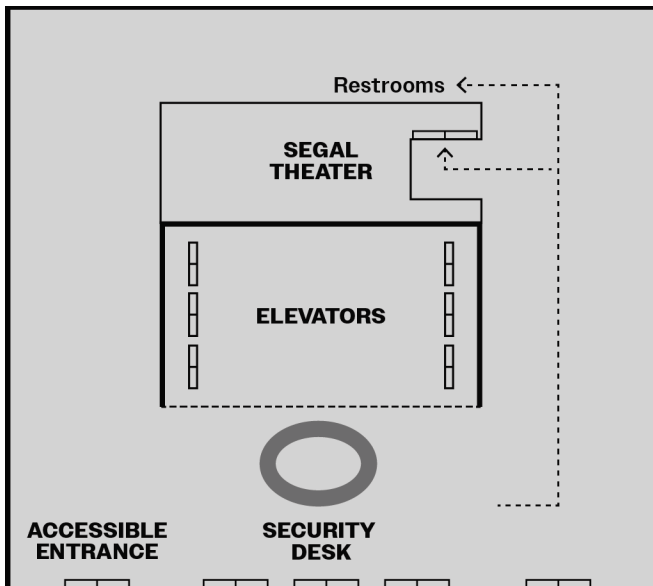 Restrooms
SEGAL
THEATER
ELEVATORS
ACCESSIBLE
ENTRANCE
SECURITY
DESK